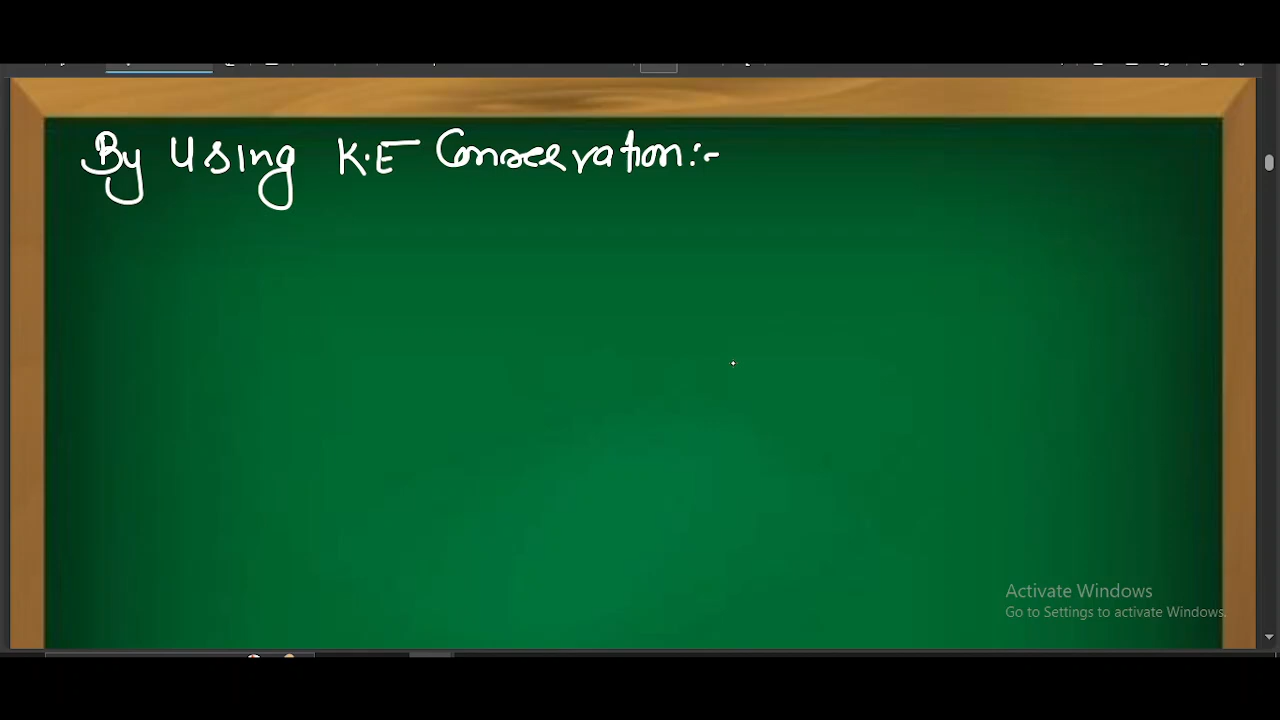 By Using K.E Conservation:-
Activate Windows
Go to Settings to activate Windows.